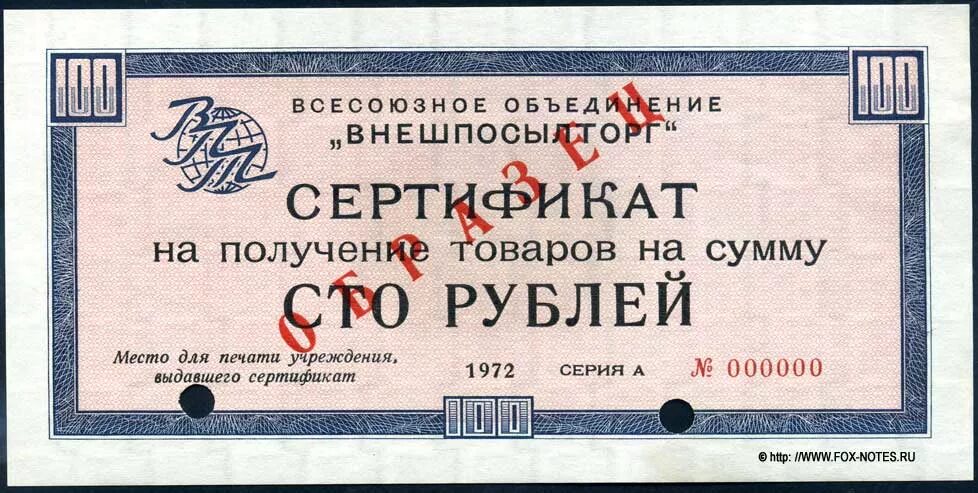 100 100
ВПТ
ВСЕСОЮЗНОЕ ОБЪЕДИНЕНИЕ
„ВНЕШПОСЫЛТОРГ“
СЕРТИФИКАТ
на получение товаров на сумму
СТО РУБЛЕЙ
ОБРАЗЕЦ
Место для печати учреждения,
выдавшего сертификат
1972 СЕРИЯ А № 000000
100
© http: //WWW.FOX-NOTES.RU